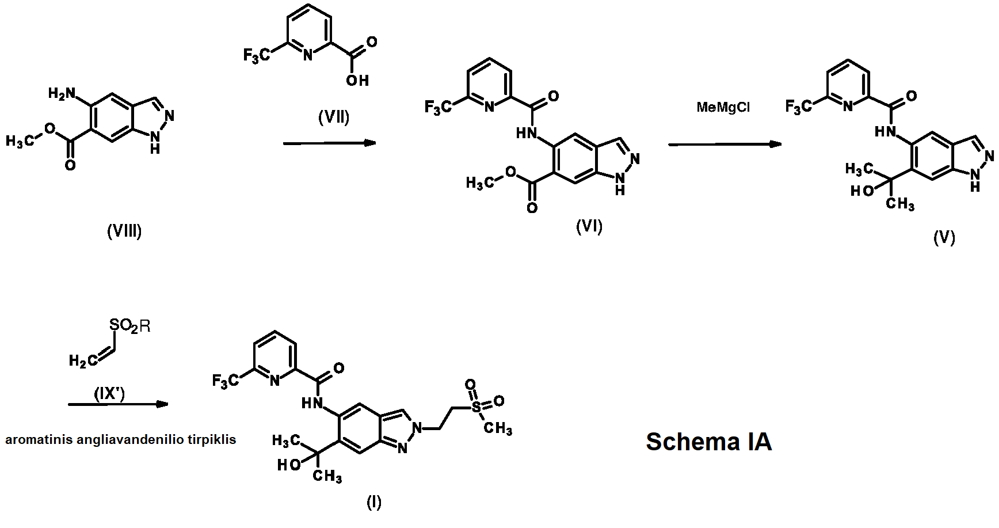 F3C
N
O
OH
(VII)
H2N
O
H3C
O
N
N
H
(VIII)
F3C
N
O
HN
O
H3C
O
N
N
H
(VI)
MeMgCl
F3C
N
O
HN
H3C
HO
CH3
N
N
H
(V)
SO2R
H2C
(IX')
aromatinis angliavandenilio tirpiklis
F3C
N
O
HN
H3C
HO
CH3
N
N
O
S
O
CH3
(I)
Schema IA